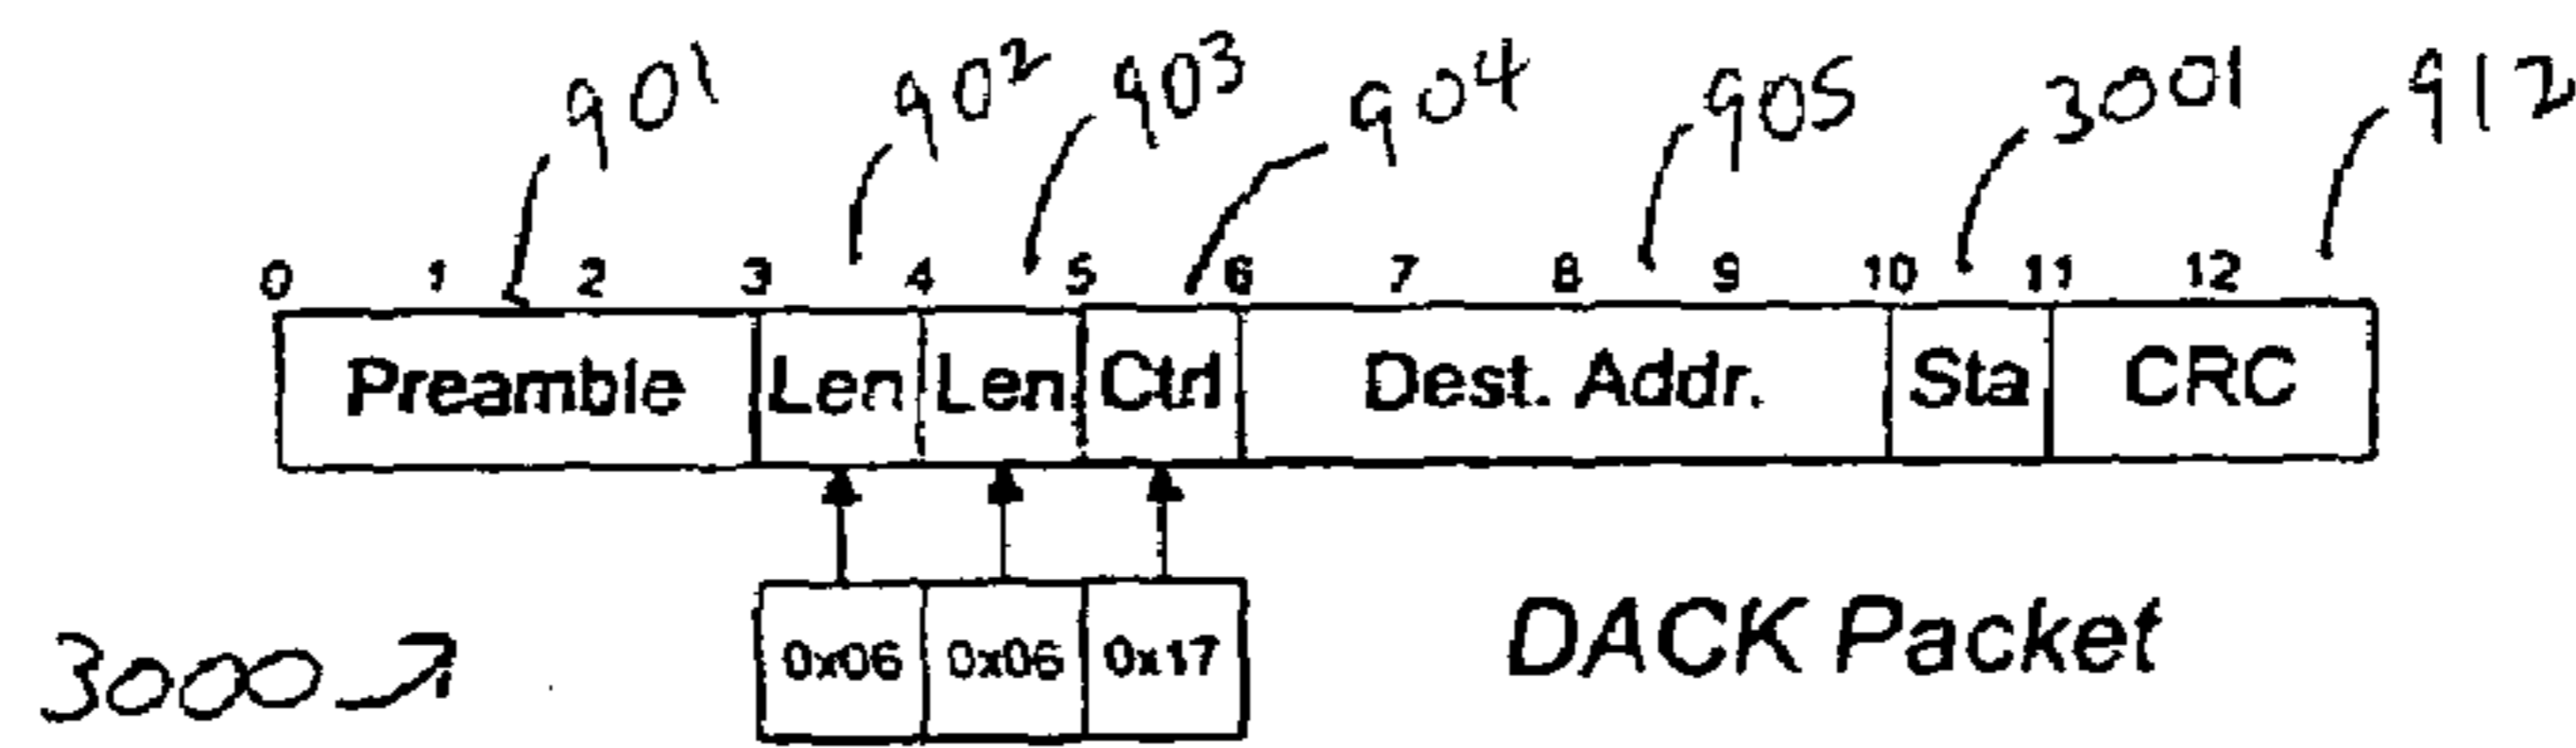 901 902 903 904 905 3001 912
0 1 2 3 4 5 6 7 8 9 10 11 12
Preamble Len Len Ctrl Dest. Addr. Sta CRC
0x06 0x06 0x17
DACK Packet
3000